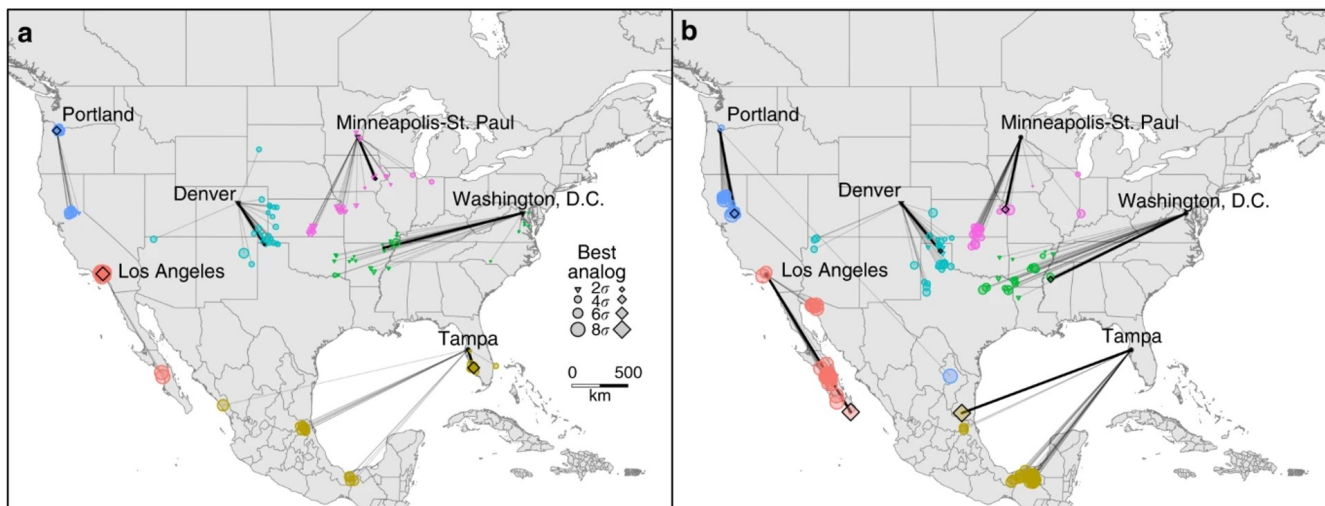 a
Portland
Minneapolis-St. Paul
Denver
Washington, D.C.
Los Angeles
Best
analog
2σ
4σ
6σ
8σ
Tampa
0 500
km
b
Portland
Minneapolis-St. Paul
Denver
Washington, D.C.
Los Angeles
Tampa